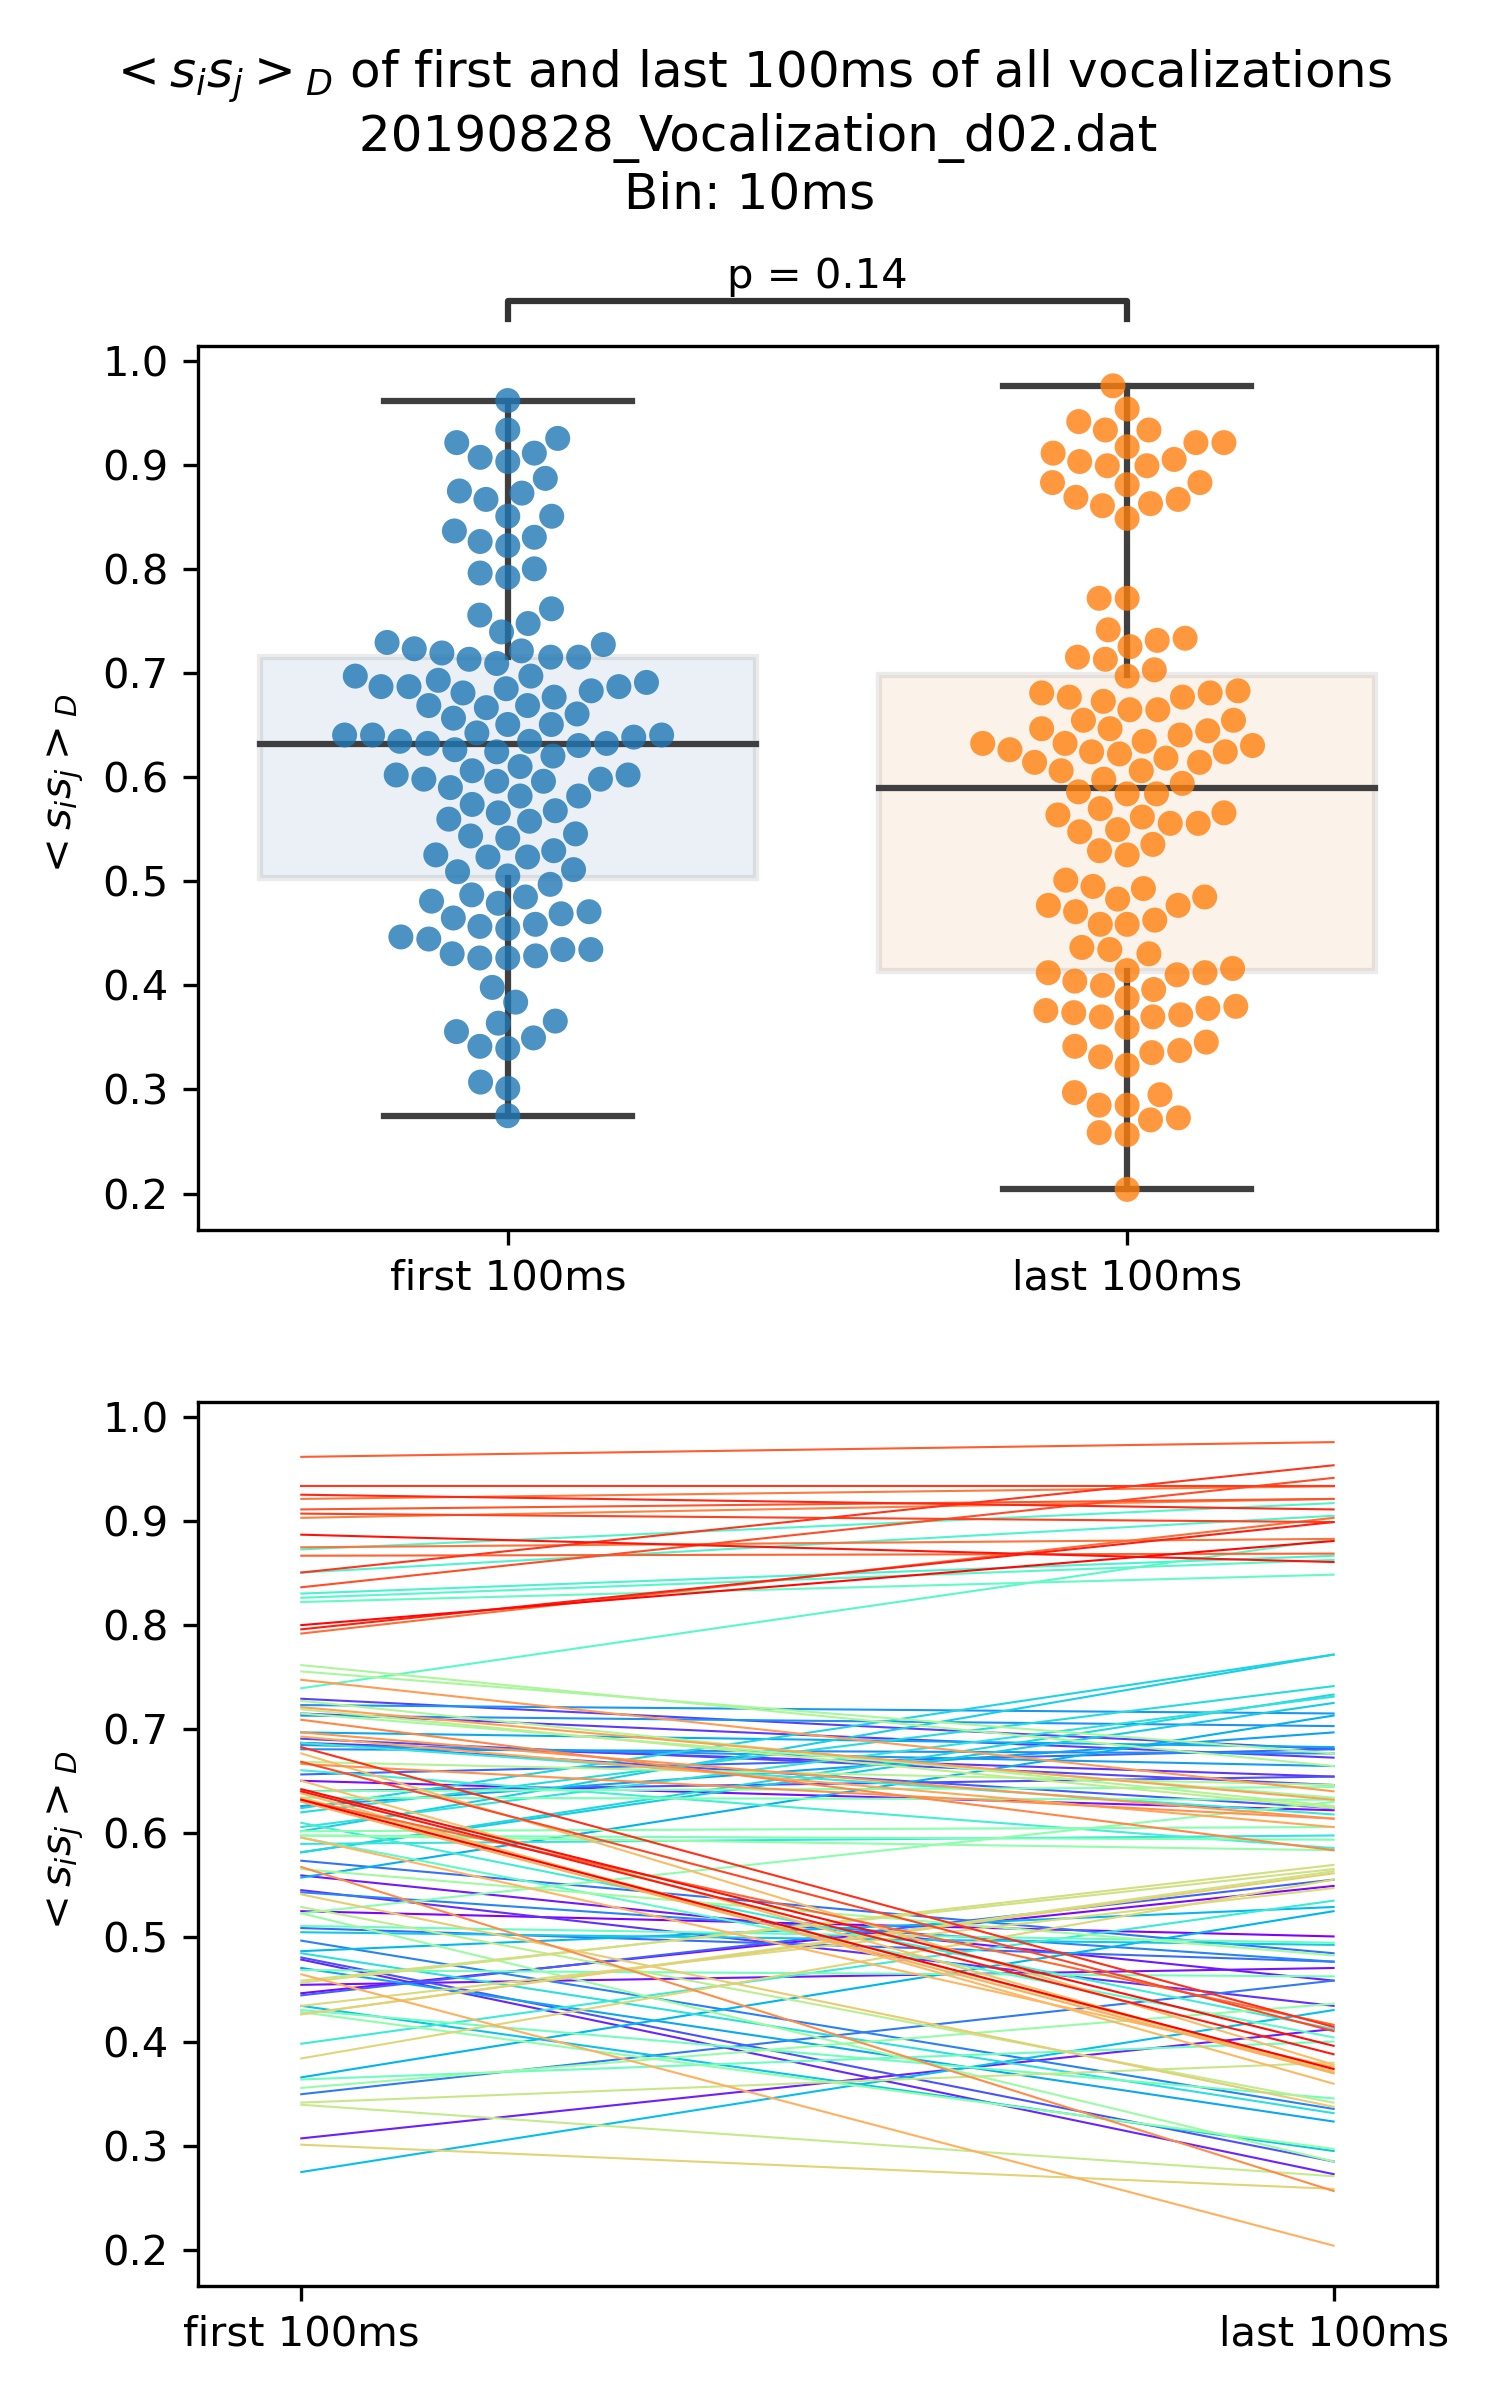 < sᵢsⱼ >_D of first and last 100ms of all vocalizations
20190828_Vocalization_d02.dat
Bin: 10ms
p = 0.14
1.0
0.9
0.8
0.7
0.6
0.5
0.4
0.3
0.2
< sᵢsⱼ >_D
first 100ms
last 100ms
1.0
0.9
0.8
0.7
0.6
0.5
0.4
0.3
0.2
< sᵢsⱼ >_D
first 100ms
last 100ms